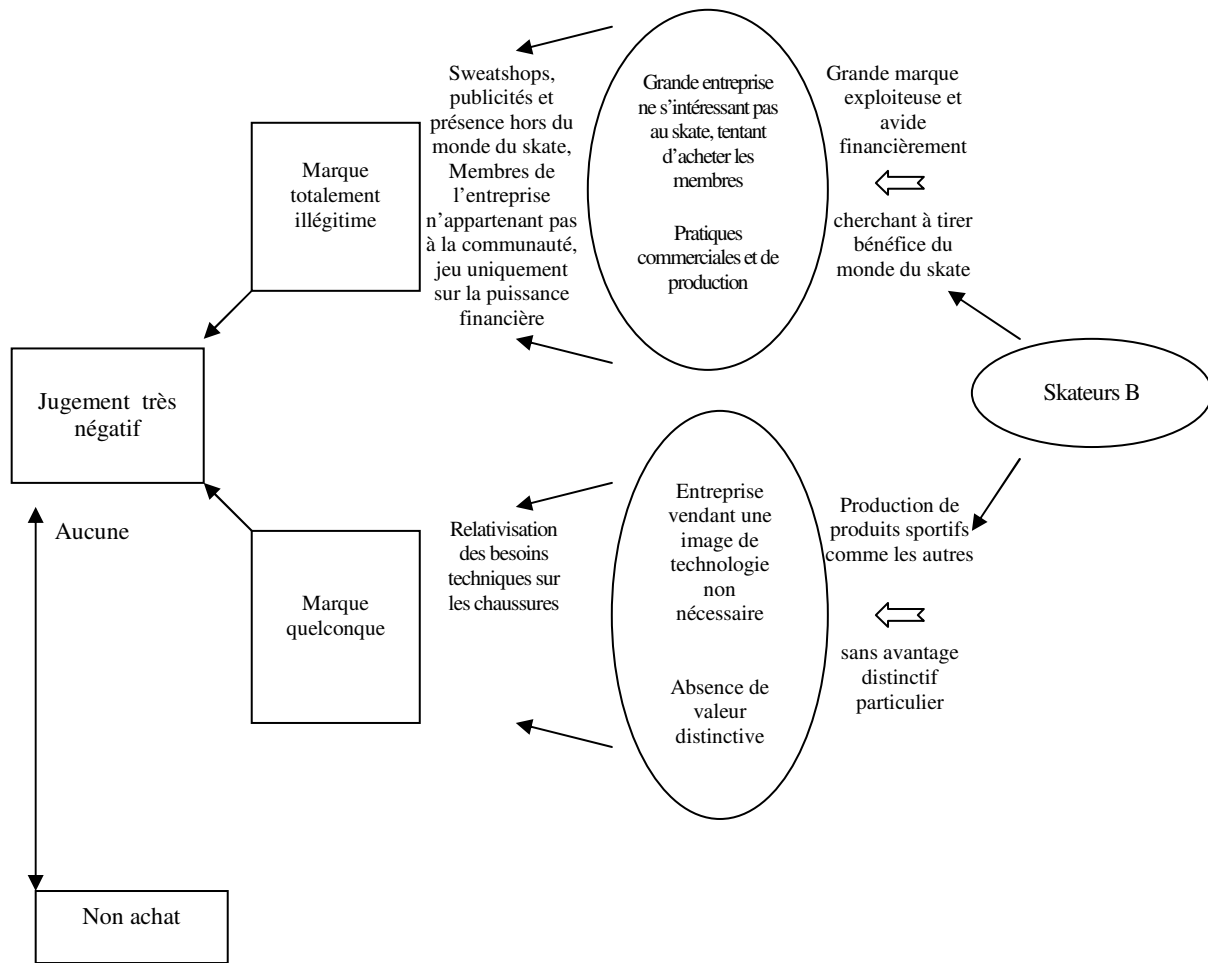 Sweatshops,
publicités et
présence hors du
monde du skate,
Membres de
l'entreprise
n'appartenant pas
à la communauté,
jeu uniquement
sur la puissance
financière
Grande entreprise
ne s'intéressant pas
au skate, tentant
d'acheter les
membres
Pratiques
commerciales et de
production
Grande marque
exploiteuse et
avide
financièrement
cherchant à tirer
bénéfice du
monde du skate
Marque
totalement
illégitime
Jugement très
négatif
Skateurs B
Aucune
Marque
quelconque
Relativisation
des besoins
techniques sur
les chaussures
Entreprise
vendant une
image de
technologie
non
nécessaire
Absence de
valeur
distinctive
Production de
produits sportifs
comme les autres
sans avantage
distinctif
particulier
Non achat